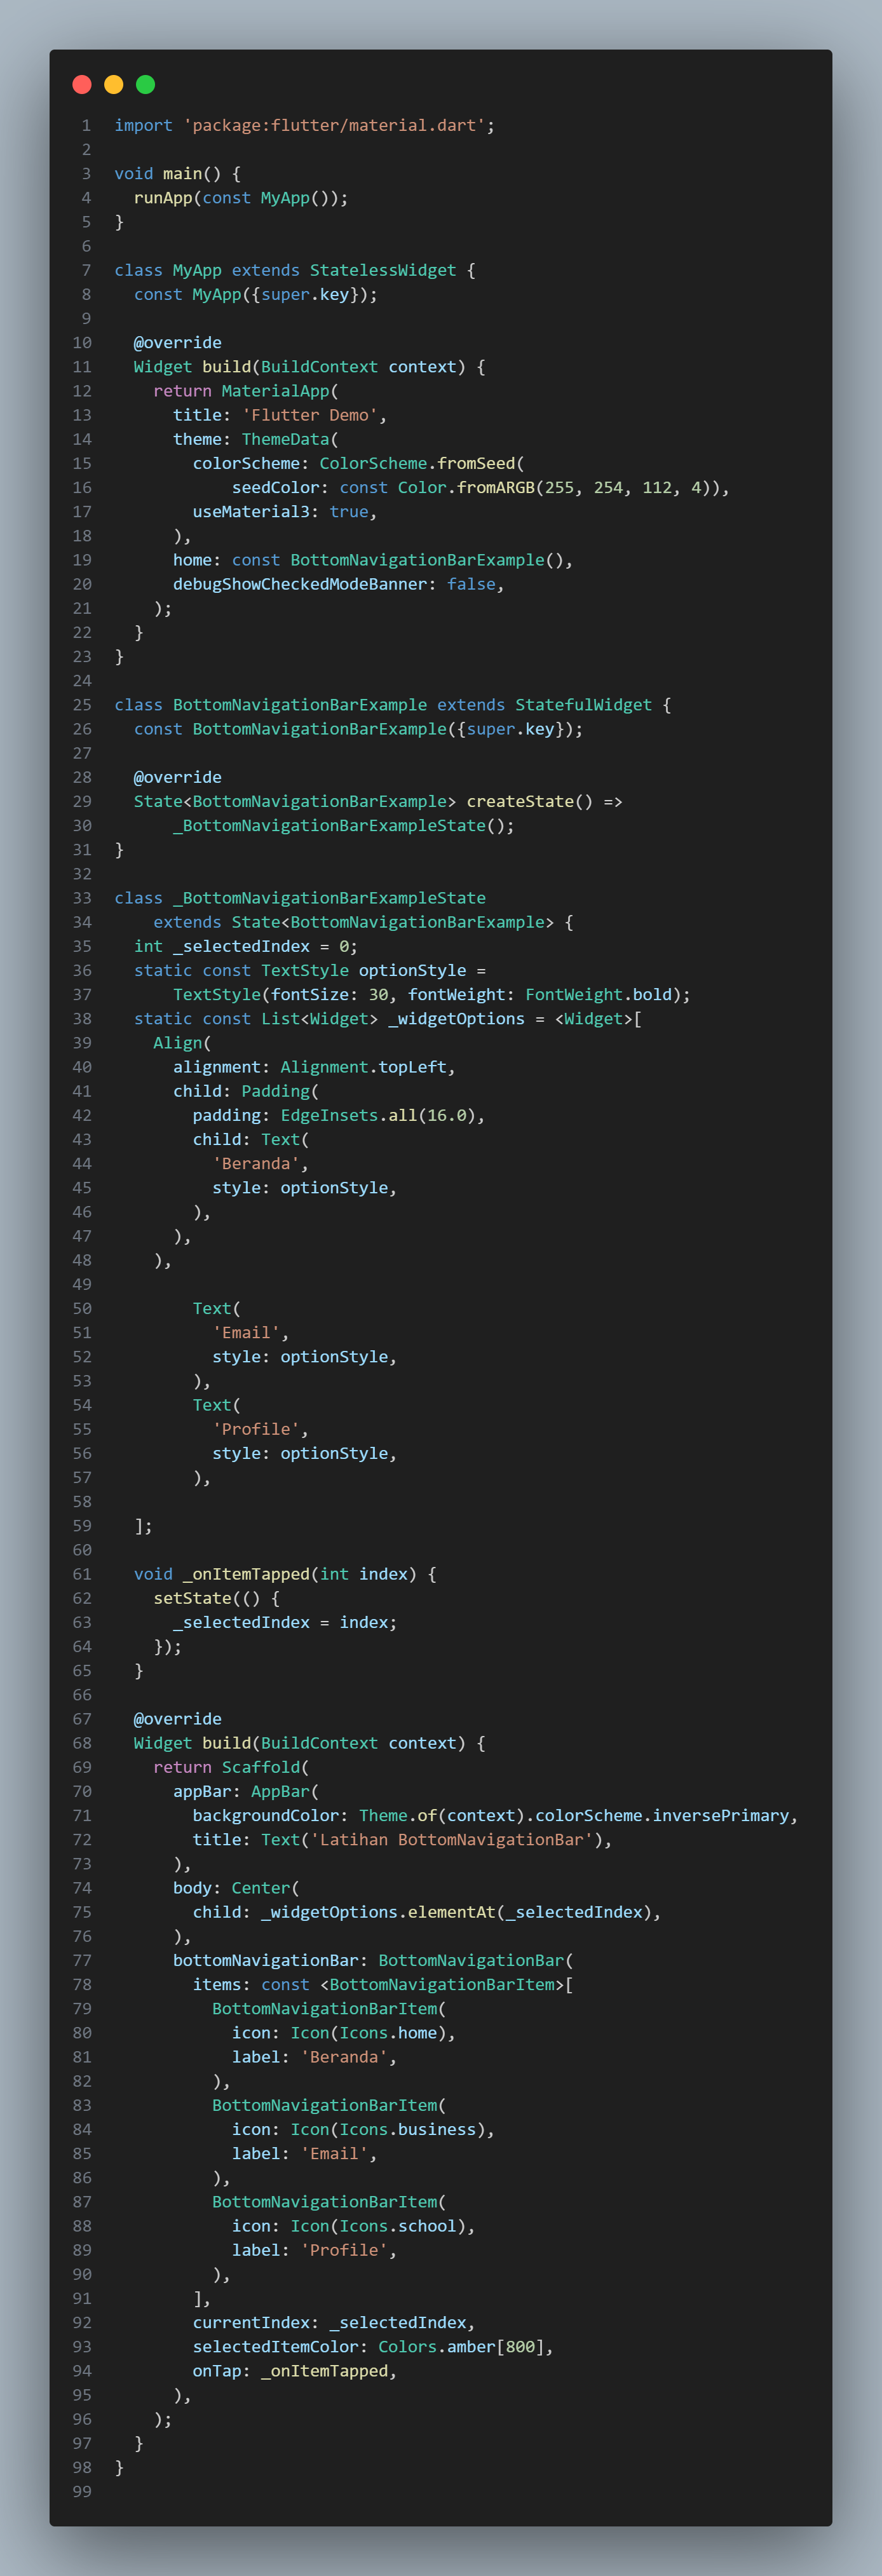 1 import 'package:flutter/material.dart';
2
3 void main() {
4   runApp(const MyApp());
5 }
6
7 class MyApp extends StatelessWidget {
8   const MyApp({super.key});
9
10   @override
11   Widget build(BuildContext context) {
12     return MaterialApp(
13       title: 'Flutter Demo',
14       theme: ThemeData(
15         colorScheme: ColorScheme.fromSeed(
16             seedColor: const Color.fromARGB(255, 254, 112, 4)),
17         useMaterial3: true,
18       ),
19       home: const BottomNavigationBarExample(),
20       debugShowCheckedModeBanner: false,
21     );
22   }
23 }
24
25 class BottomNavigationBarExample extends StatefulWidget {
26   const BottomNavigationBarExample({super.key});
27
28   @override
29   State<BottomNavigationBarExample> createState() =>
30       _BottomNavigationBarExampleState();
31 }
32
33 class _BottomNavigationBarExampleState
34     extends State<BottomNavigationBarExample> {
35   int _selectedIndex = 0;
36   static const TextStyle optionStyle =
37       TextStyle(fontSize: 30, fontWeight: FontWeight.bold);
38   static const List<Widget> _widgetOptions = <Widget>[
39     Align(
40       alignment: Alignment.topLeft,
41       child: Padding(
42         padding: EdgeInsets.all(16.0),
43         child: Text(
44           'Beranda',
45           style: optionStyle,
46         ),
47       ),
48     ),
49
50         Text(
51           'Email',
52           style: optionStyle,
53         ),
54         Text(
55           'Profile',
56           style: optionStyle,
57         ),
58
59   ];
60
61   void _onItemTapped(int index) {
62     setState(() {
63       _selectedIndex = index;
64     });
65   }
66
67   @override
68   Widget build(BuildContext context) {
69     return Scaffold(
70       appBar: AppBar(
71         backgroundColor: Theme.of(context).colorScheme.inversePrimary,
72         title: Text('Latihan BottomNavigationBar'),
73       ),
74       body: Center(
75         child: _widgetOptions.elementAt(_selectedIndex),
76       ),
77       bottomNavigationBar: BottomNavigationBar(
78         items: const <BottomNavigationBarItem>[
79           BottomNavigationBarItem(
80             icon: Icon(Icons.home),
81             label: 'Beranda',
82           ),
83           BottomNavigationBarItem(
84             icon: Icon(Icons.business),
85             label: 'Email',
86           ),
87           BottomNavigationBarItem(
88             icon: Icon(Icons.school),
89             label: 'Profile',
90           ),
91         ],
92         currentIndex: _selectedIndex,
93         selectedItemColor: Colors.amber[800],
94         onTap: _onItemTapped,
95       ),
96     );
97   }
98 }
99